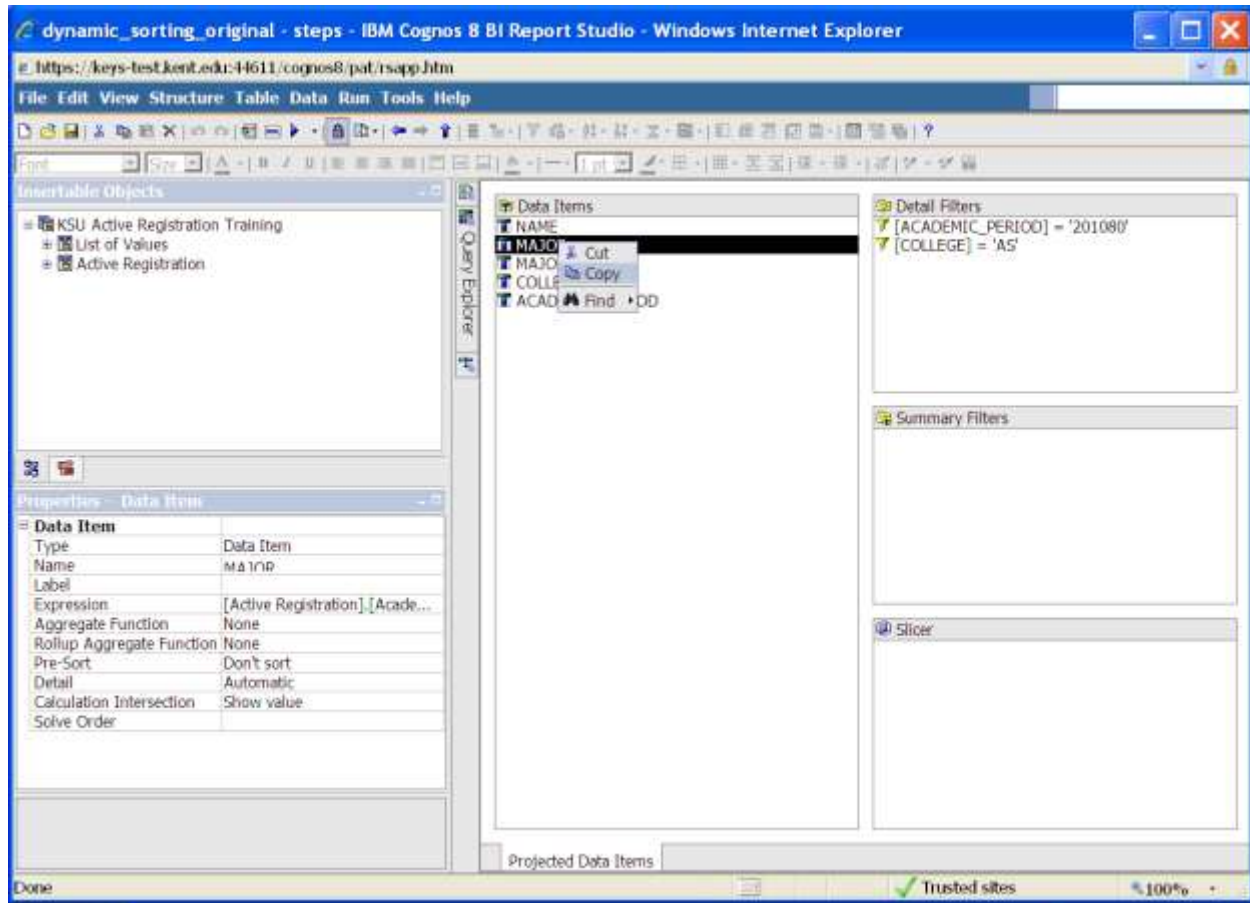 dynamic_sorting_original - steps - IBM Cognos 8 BI Report Studio - Windows Internet Explorer
https://keys-test.kent.edu:44611/cognos8/pat/rsapp.htm
File Edit View Structure Table Data Run Tools Help
Font Size 1 pt
Insertable Objects
KSU Active Registration Training
List of Values
Active Registration
Query Explorer
Data Items
NAME
MAJO
MAJO
COLLE
ACAD OD
Cut
Copy
Find
Detail Filters
[ACADEMIC_PERIOD] = '201080'
[COLLEGE] = 'AS'
Summary Filters
Slicer
Properties - Data Item
Data Item
Type Data Item
Name MAJOR
Label
Expression [Active Registration].[Acade...
Aggregate Function None
Rollup Aggregate Function None
Pre-Sort Don't sort
Detail Automatic
Calculation Intersection Show value
Solve Order
Projected Data Items
Done Trusted sites 100%